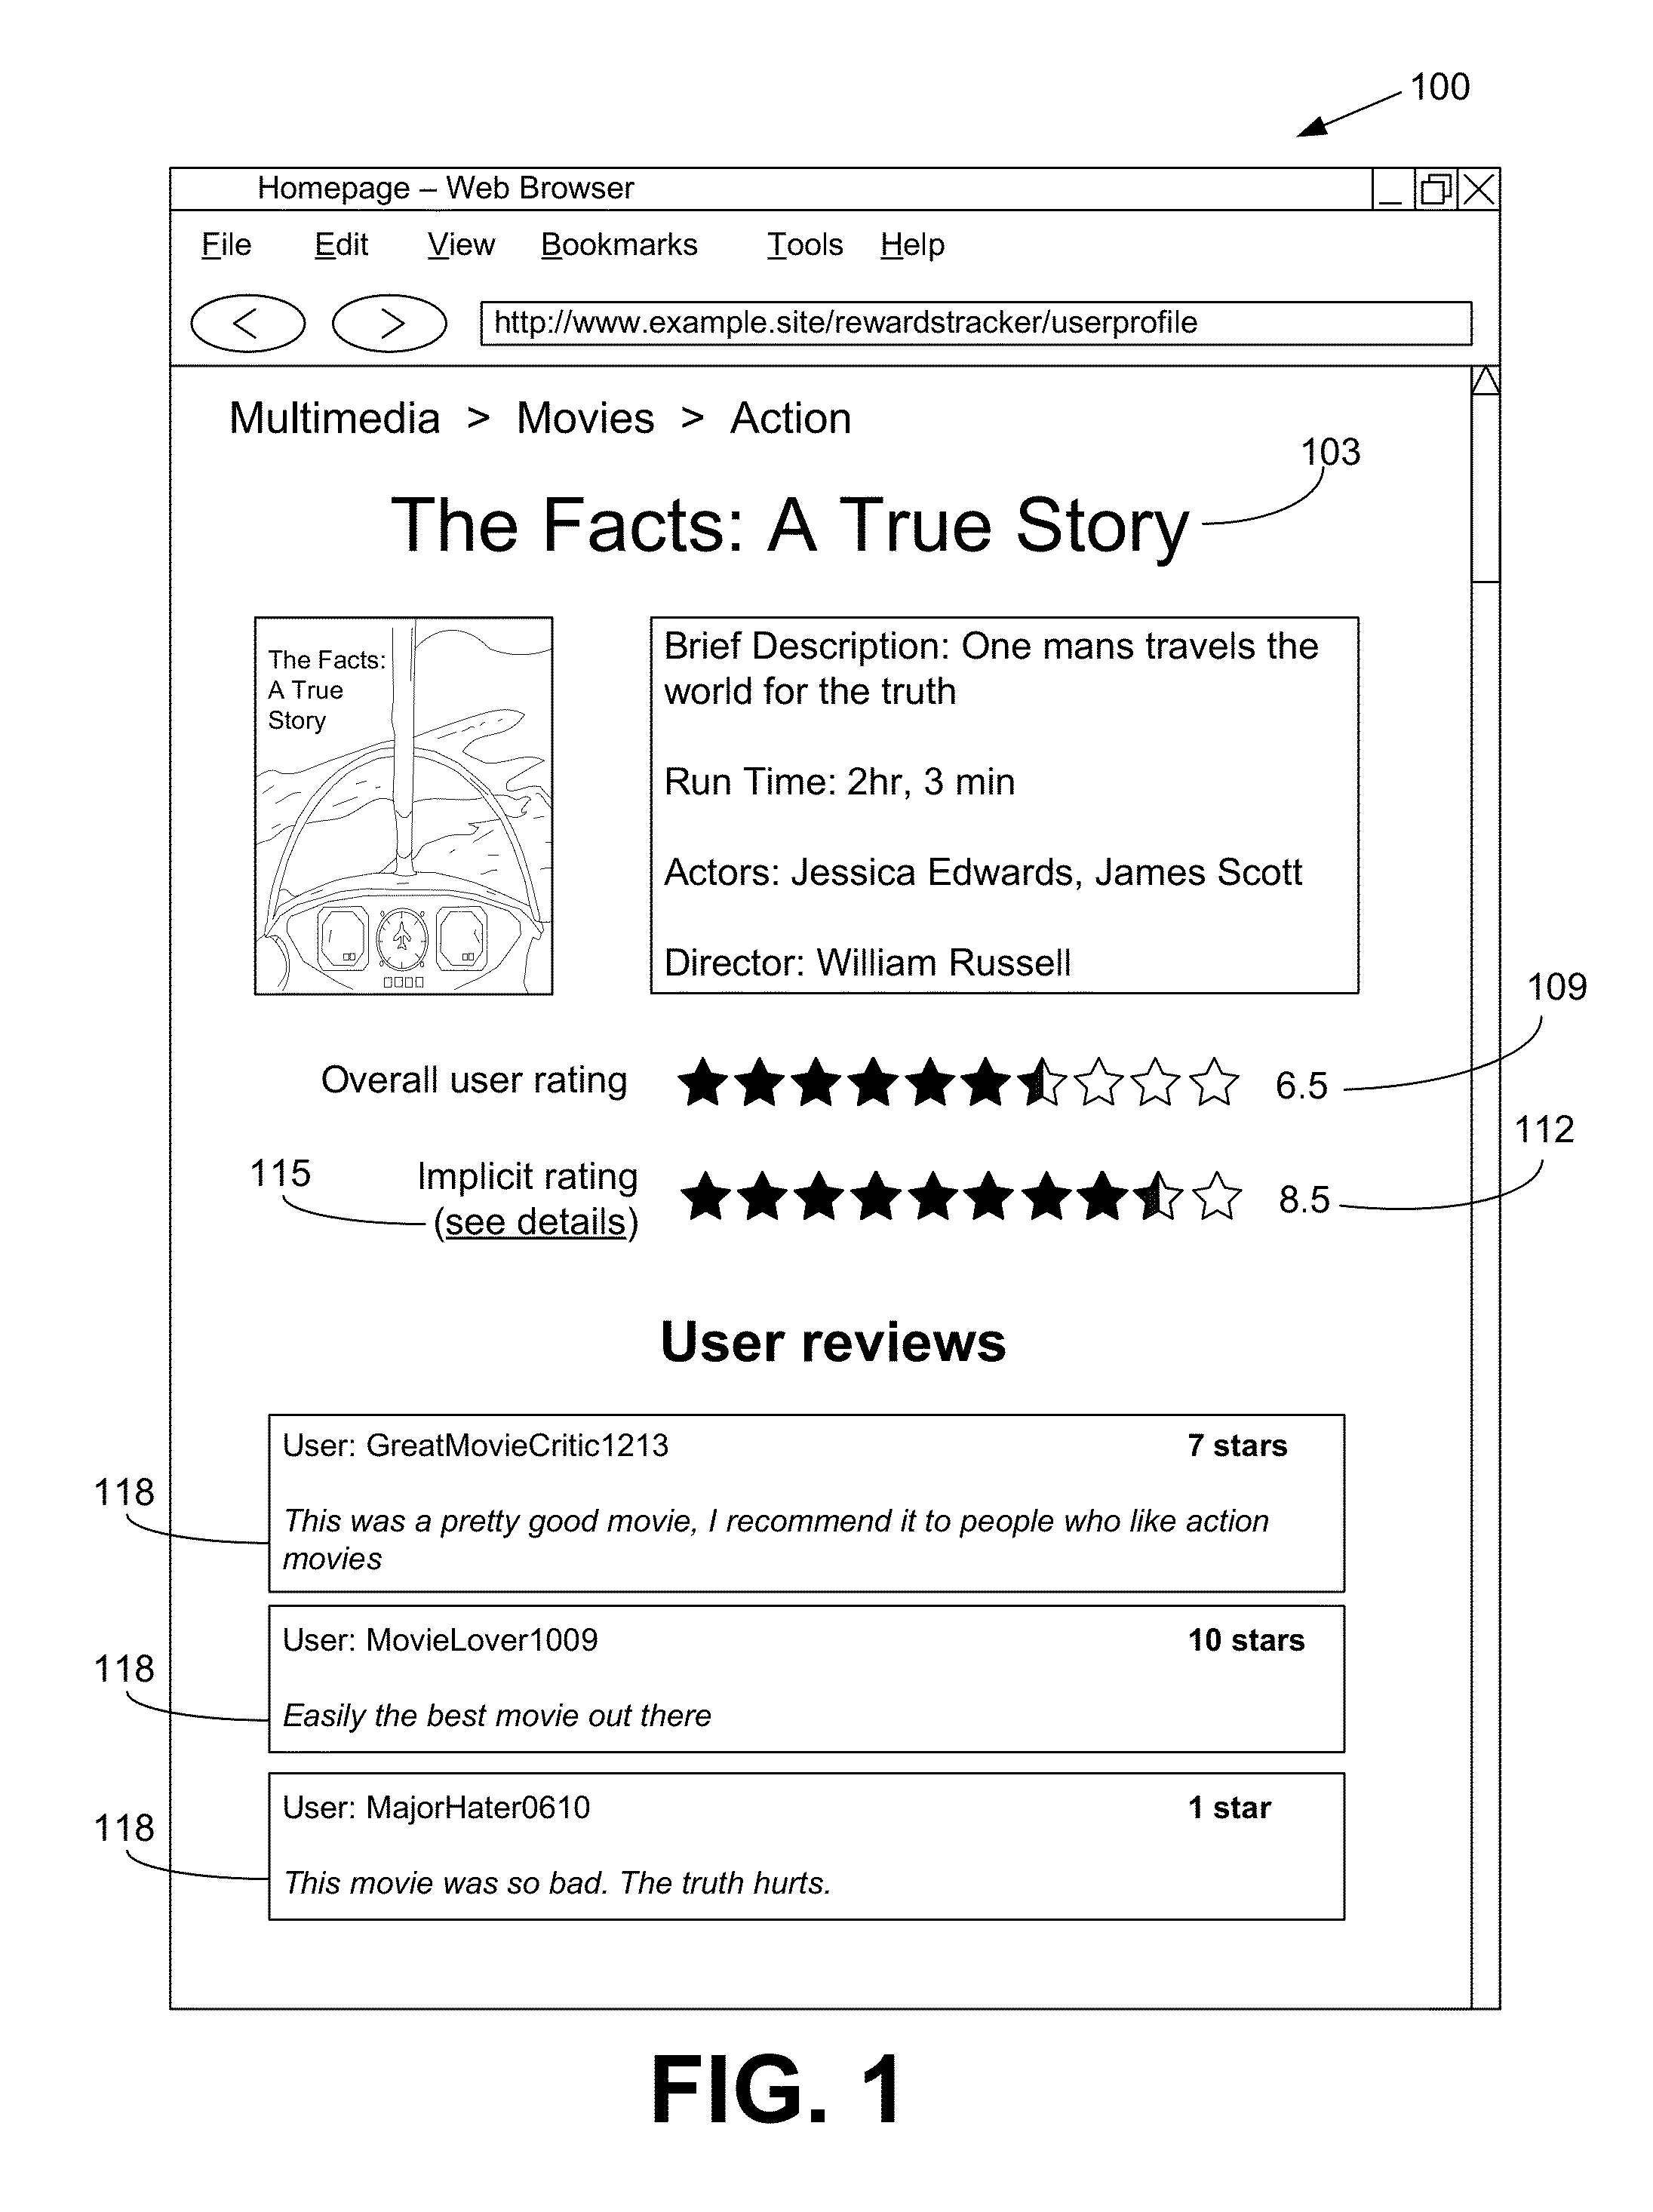 100
Homepage – Web Browser
File Edit View Bookmarks Tools Help
http://www.example.site/rewardstracker/userprofile
Multimedia > Movies > Action
103
The Facts: A True Story
The Facts:
A True
Story
Brief Description: One mans travels the
world for the truth
Run Time: 2hr, 3 min
Actors: Jessica Edwards, James Scott
Director: William Russell
109
Overall user rating 6.5
112
115
Implicit rating
(see details)
8.5
User reviews
User: GreatMovieCritic1213 7 stars
118
This was a pretty good movie, I recommend it to people who like action
movies
User: MovieLover1009 10 stars
118
Easily the best movie out there
User: MajorHater0610 1 star
118
This movie was so bad. The truth hurts.
FIG. 1